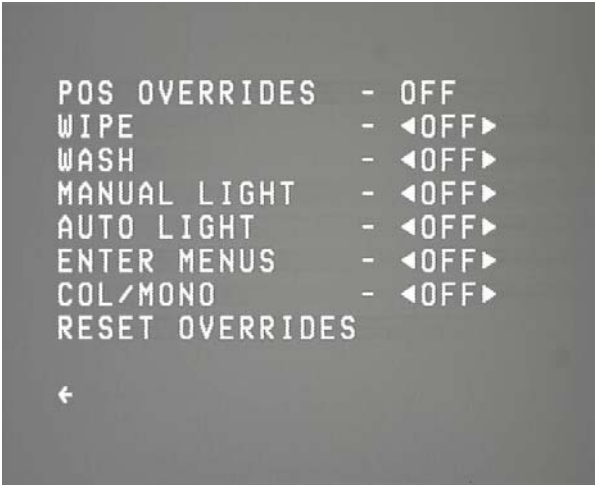 POS OVERRIDES - OFF
WIPE - ◄OFF►
WASH - ◄OFF►
MANUAL LIGHT - ◄OFF►
AUTO LIGHT - ◄OFF►
ENTER MENUS - ◄OFF►
COL/MONO - ◄OFF►
RESET OVERRIDES
←